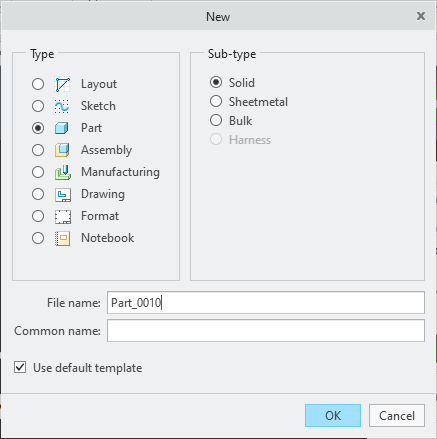 New
Type
Layout
Sketch
Part
Assembly
Manufacturing
Drawing
Format
Notebook
Sub-type
Solid
Sheetmetal
Bulk
Harness
File name: Part_0010
Common name:
Use default template
OK Cancel